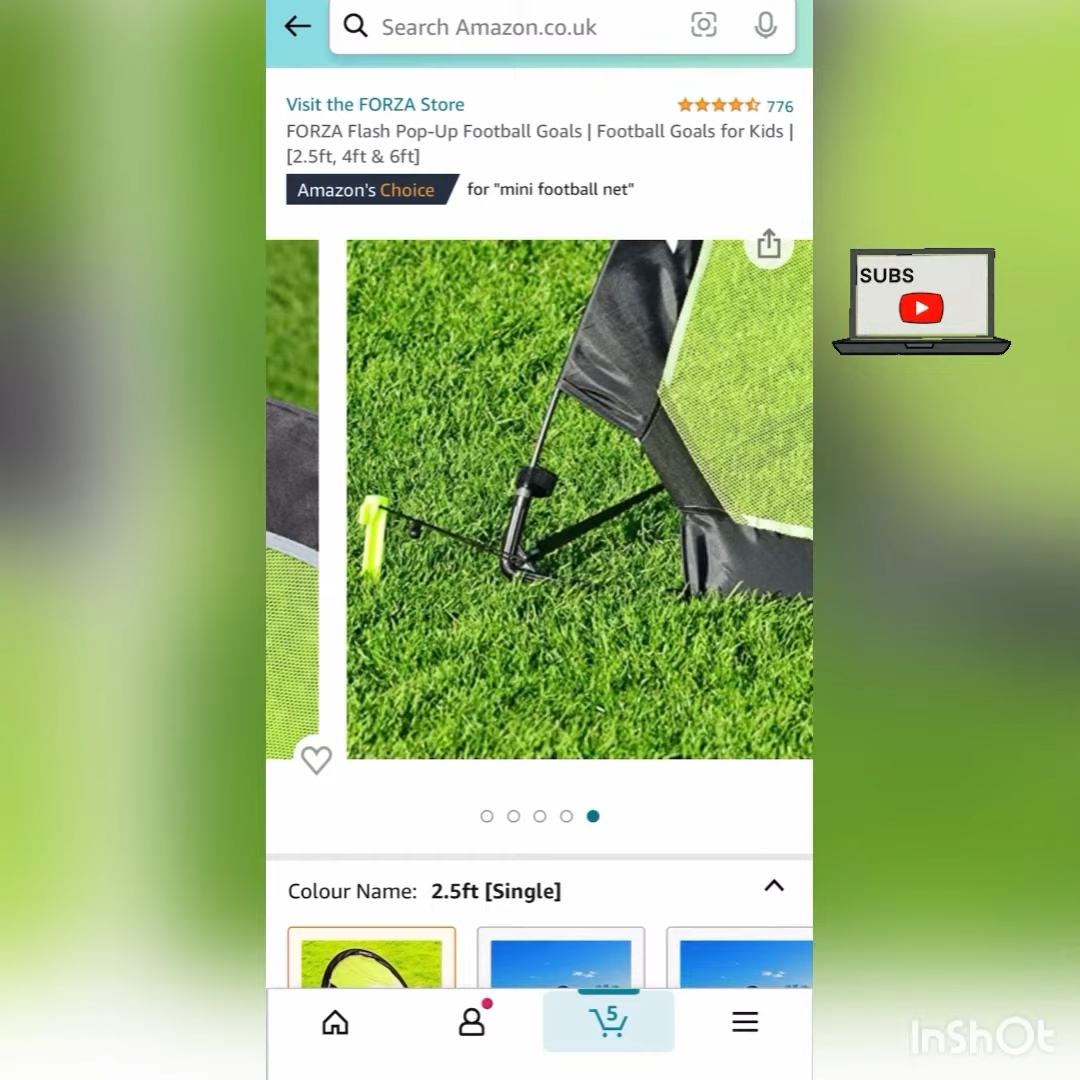 Search Amazon.co.uk
Visit the FORZA Store
776
FORZA Flash Pop-Up Football Goals | Football Goals for Kids |
[2.5ft, 4ft & 6ft]
Amazon's Choice for "mini football net"
SUBS
Colour Name: 2.5ft [Single]
5
InShOt